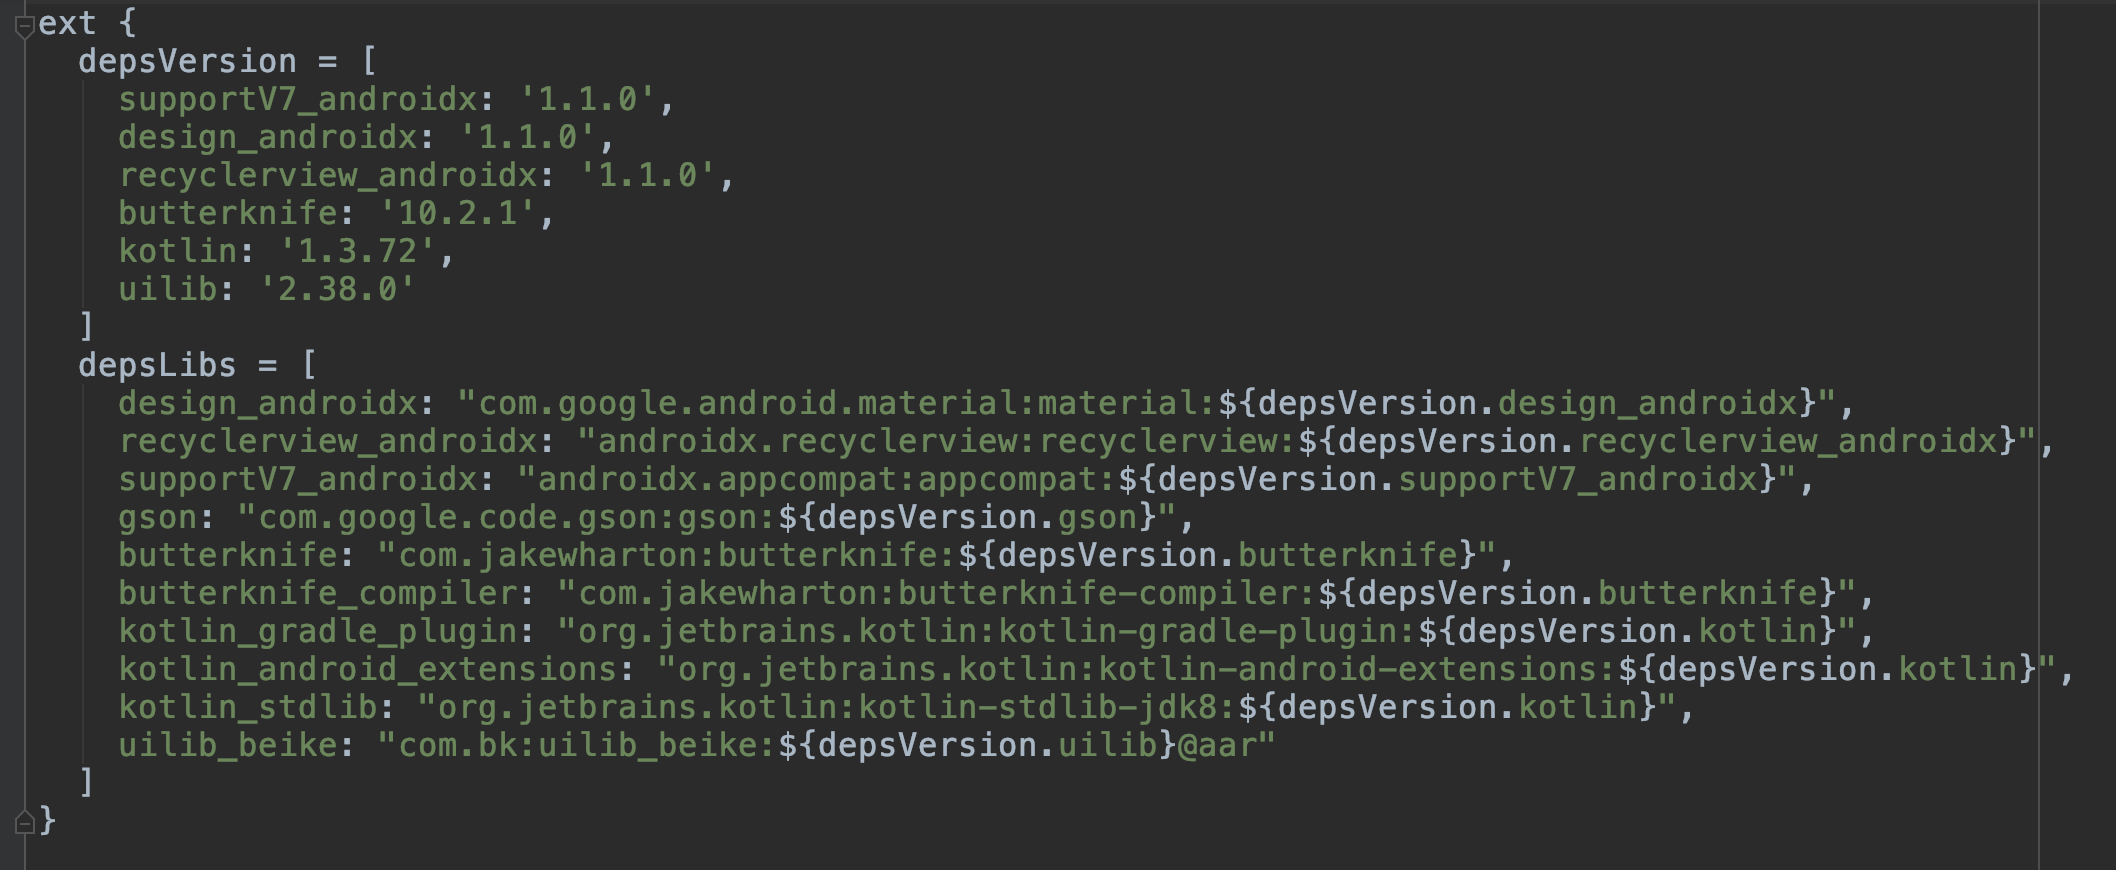 ext {
  depsVersion = [
    supportV7_androidx: '1.1.0',
    design_androidx: '1.1.0',
    recyclerview_androidx: '1.1.0',
    butterknife: '10.2.1',
    kotlin: '1.3.72',
    uilib: '2.38.0'
  ]
  depsLibs = [
    design_androidx: "com.google.android.material:material:${depsVersion.design_androidx}",
    recyclerview_androidx: "androidx.recyclerview:recyclerview:${depsVersion.recyclerview_androidx}",
    supportV7_androidx: "androidx.appcompat:appcompat:${depsVersion.supportV7_androidx}",
    gson: "com.google.code.gson:gson:${depsVersion.gson}",
    butterknife: "com.jakewharton:butterknife:${depsVersion.butterknife}",
    butterknife_compiler: "com.jakewharton:butterknife-compiler:${depsVersion.butterknife}",
    kotlin_gradle_plugin: "org.jetbrains.kotlin:kotlin-gradle-plugin:${depsVersion.kotlin}",
    kotlin_android_extensions: "org.jetbrains.kotlin:kotlin-android-extensions:${depsVersion.kotlin}",
    kotlin_stdlib: "org.jetbrains.kotlin:kotlin-stdlib-jdk8:${depsVersion.kotlin}",
    uilib_beike: "com.bk:uilib_beike:${depsVersion.uilib}@aar"
  ]
}